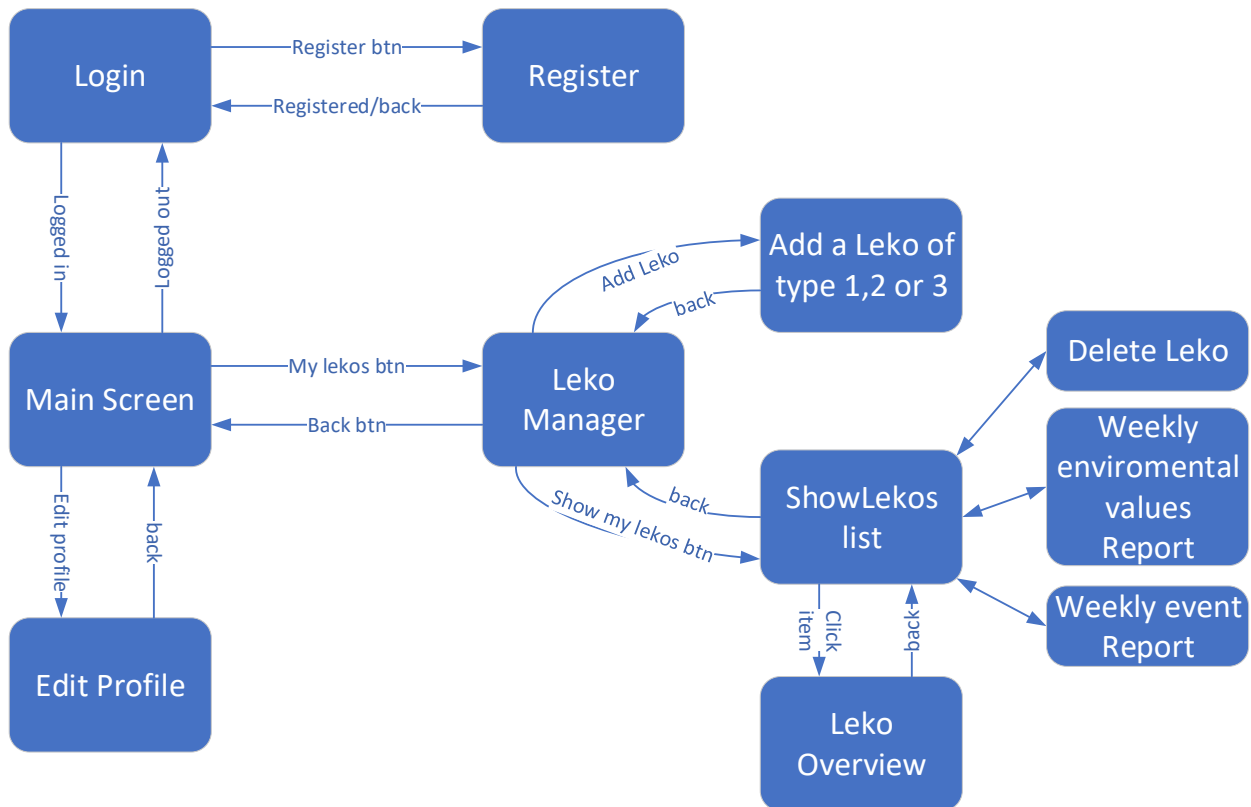 Login
Register btn
Registered/back
Register
Logged in
Logged out
Add Leko
back
Add a Leko of
type 1,2 or 3
Main Screen
My lekos btn
Back btn
Leko
Manager
Delete Leko
Weekly
enviromental
values
Report
Show my lekos btn
back
ShowLekos
list
Weekly event
Report
Edit profile
back
Click
item
back
Edit Profile
Leko
Overview